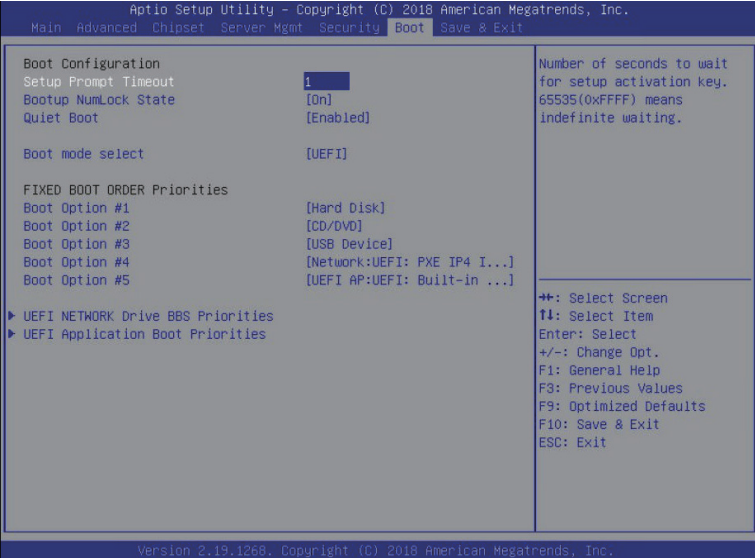 Aptio Setup Utility – Copyright (C) 2018 American Megatrends, Inc.
Main Advanced Chipset Server Mgmt Security Boot Save & Exit
Boot Configuration
Setup Prompt Timeout 1
Bootup NumLock State [On]
Quiet Boot [Enabled]
Boot mode select [UEFI]
FIXED BOOT ORDER Priorities
Boot Option #1 [Hard Disk]
Boot Option #2 [CD/DVD]
Boot Option #3 [USB Device]
Boot Option #4 [Network:UEFI: PXE IP4 I...]
Boot Option #5 [UEFI AP:UEFI: Built-in ...]
▶ UEFI NETWORK Drive BBS Priorities
▶ UEFI Application Boot Priorities
Number of seconds to wait
for setup activation key.
65535(0xFFFF) means
indefinite waiting.
→←: Select Screen
↑↓: Select Item
Enter: Select
+/-: Change Opt.
F1: General Help
F3: Previous Values
F9: Optimized Defaults
F10: Save & Exit
ESC: Exit
Version 2.19.1268. Copyright (C) 2018 American Megatrends, Inc.